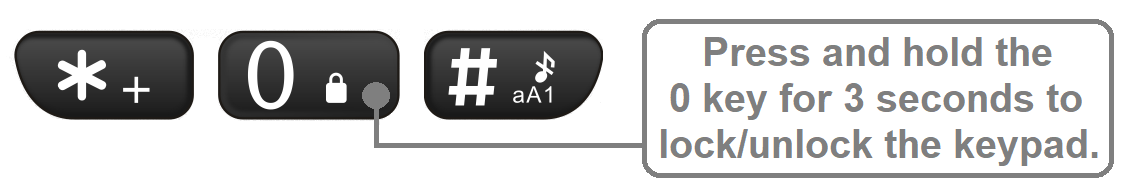 *+
0
#
aA1
Press and hold the
0 key for 3 seconds to
lock/unlock the keypad.